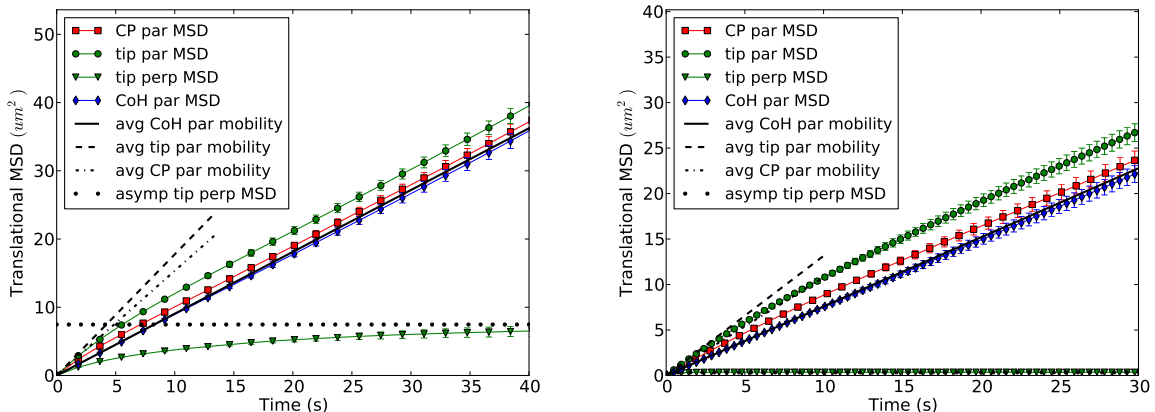 50
40
30
20
10
0
Translational MSD (um²)
CP par MSD
tip par MSD
tip perp MSD
CoH par MSD
avg CoH par mobility
avg tip par mobility
avg CP par mobility
asymp tip perp MSD
0 5 10 15 20 25 30 35 40
Time (s)
40
35
30
25
20
15
10
5
0
Translational MSD (um²)
CP par MSD
tip par MSD
tip perp MSD
CoH par MSD
avg CoH par mobility
avg tip par mobility
avg CP par mobility
asymp tip perp MSD
0 5 10 15 20 25 30
Time (s)